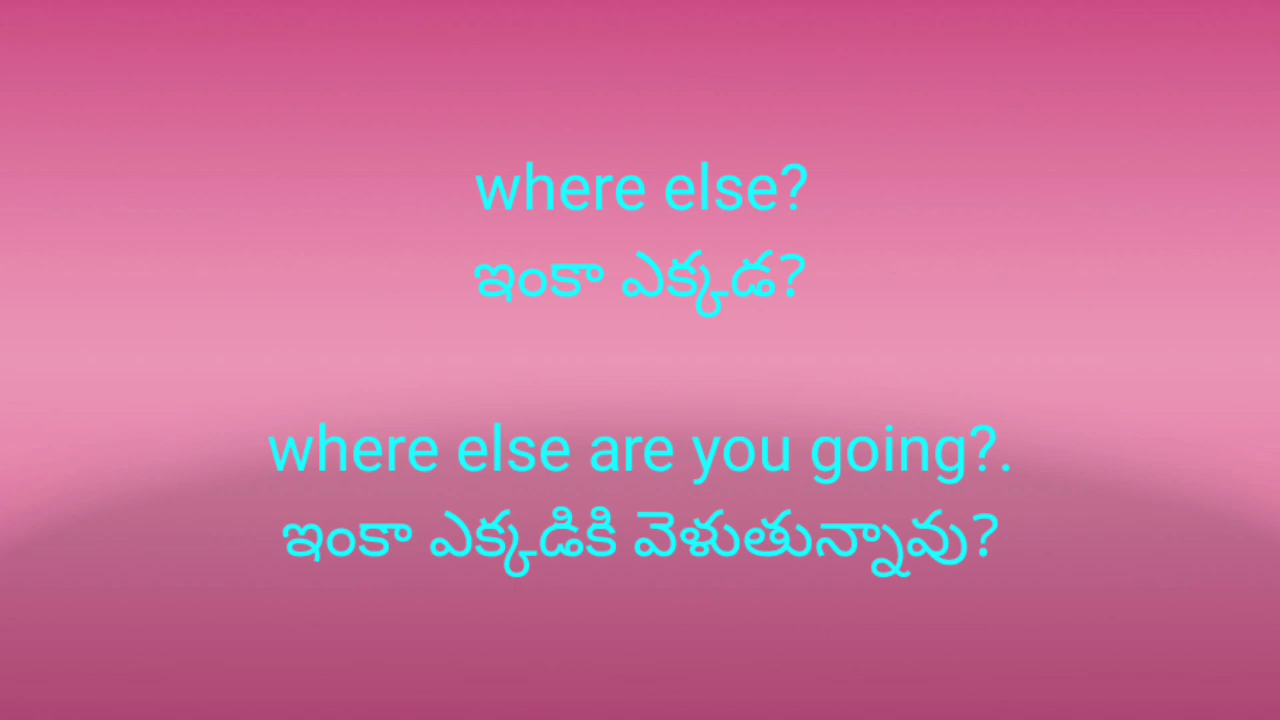 where else?
ఇంకా ఎక్కడ?
where else are you going?.
ఇంకా ఎక్కడికి వెళుతున్నావు?